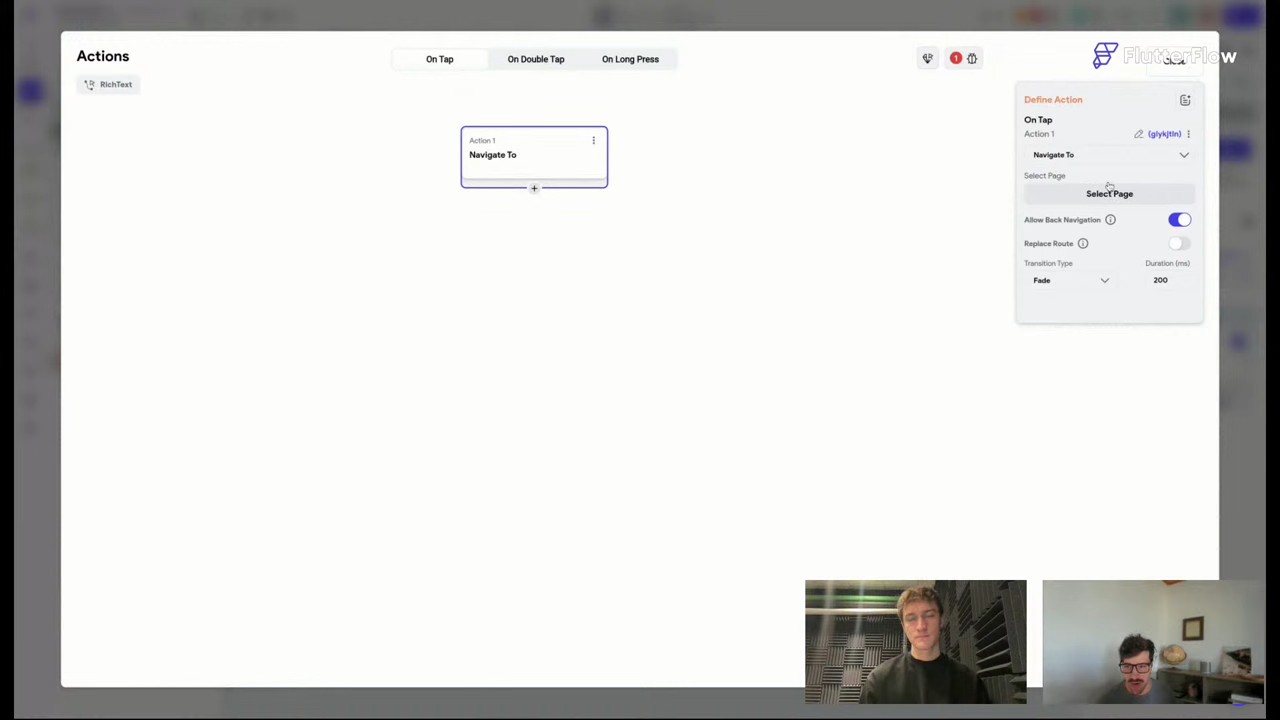 Actions
On Tap
On Double Tap
On Long Press
1
FlutterFlow
RichText
Action 1
Navigate To
+
Define Action
On Tap
Action 1
(glykjtln)
Navigate To
Select Page
Select Page
Allow Back Navigation
Replace Route
Transition Type
Duration (ms)
Fade
200